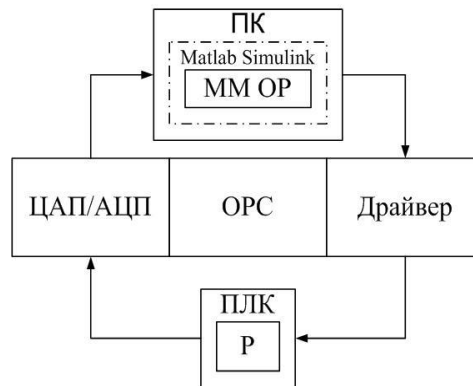 ПК
Matlab Simulink
ММ ОР
ЦАП/АЦП
ОРС
Драйвер
ПЛК
Р